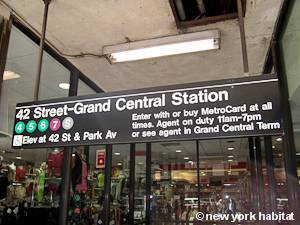 42 Street-Grand Central Station
4 5 6 7 S
Enter with or buy MetroCard at all
times. Agent on duty 11am-7pm
or see agent in Grand Central Term
Elev at 42 St & Park Av
©new york habitat